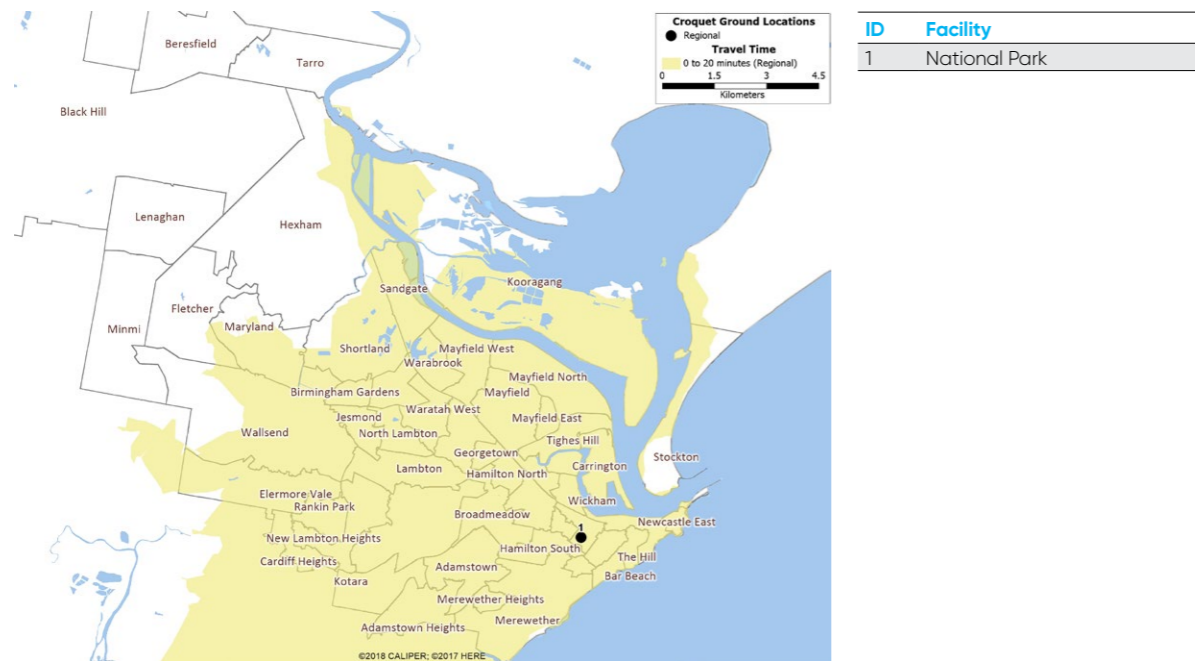 Croquet Ground Locations
Regional
Travel Time
0 to 20 minutes (Regional)
0 1.5 3 4.5
Kilometers
ID Facility
1 National Park
Beresfield
Tarro
Black Hill
Lenaghan
Hexham
Fletcher
Minmi
Maryland
Sandgate
Kooragang
Shortland
Mayfield West
Warabrook
Mayfield North
Birmingham Gardens
Mayfield
Waratah West
Jesmond
Mayfield East
North Lambton
Wallsend
Tighes Hill
Georgetown
Stockton
Lambton
Hamilton North
Carrington
Elermore Vale
Rankin Park
Wickham
Broadmeadow
Newcastle East
1
New Lambton Heights
Hamilton South
The Hill
Cardiff Heights
Adamstown
Bar Beach
Kotara
Merewether Heights
Merewether
Adamstown Heights
©2018 CALIPER; ©2017 HERE